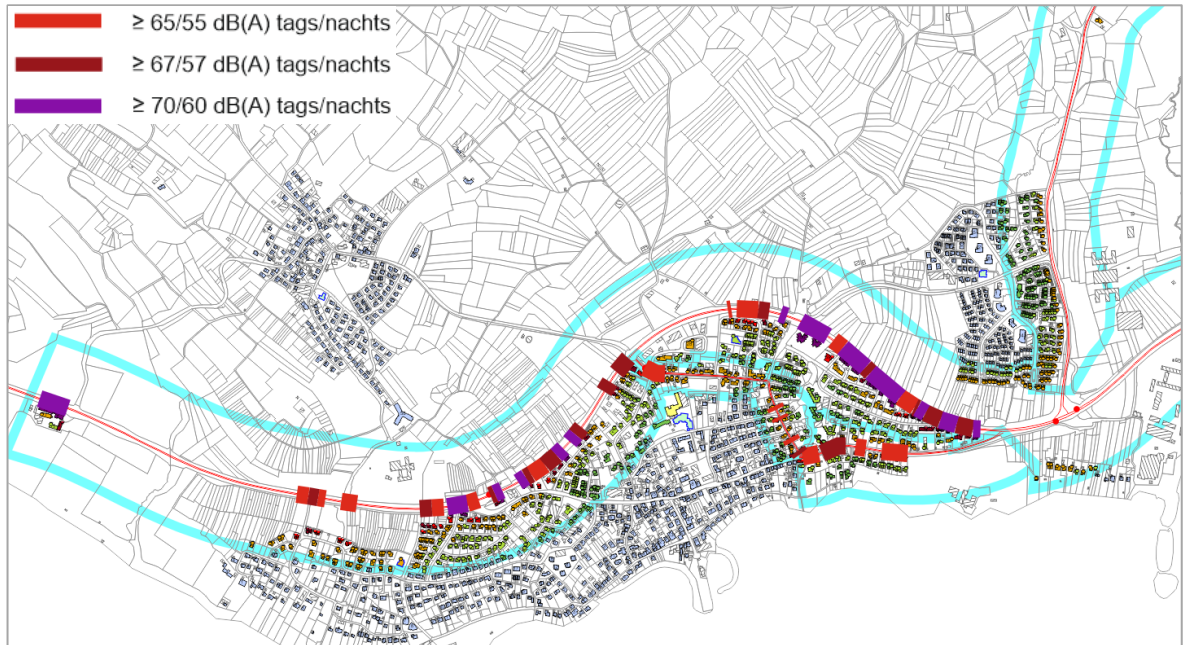 ≥ 65/55 dB(A) tags/nachts
≥ 67/57 dB(A) tags/nachts
≥ 70/60 dB(A) tags/nachts